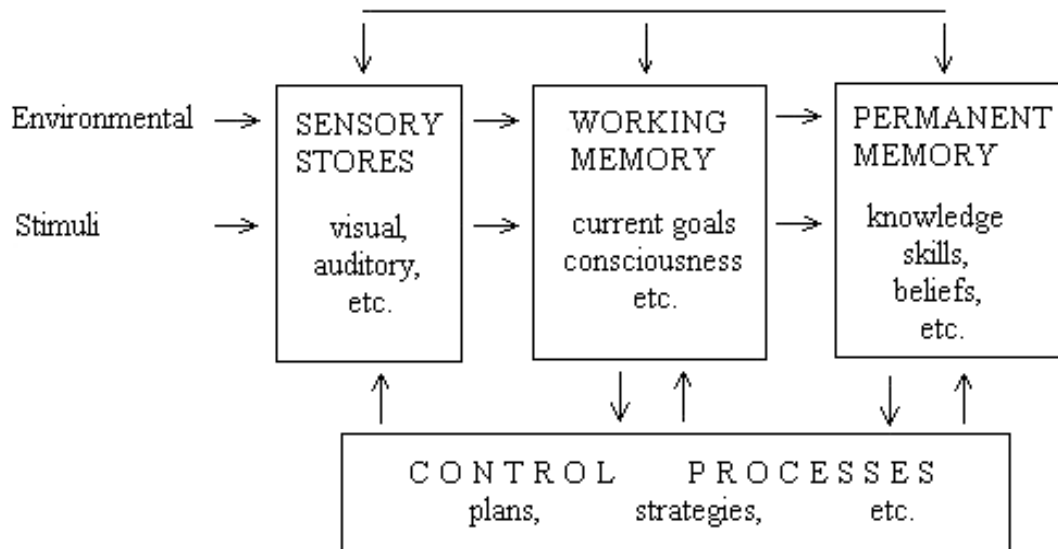 Environmental
Stimuli
SENSORY
STORES
visual,
auditory,
etc.
WORKING
MEMORY
current goals
consciousness
etc.
PERMANENT
MEMORY
knowledge
skills,
beliefs,
etc.
CONTROL PROCESSES
plans, strategies, etc.